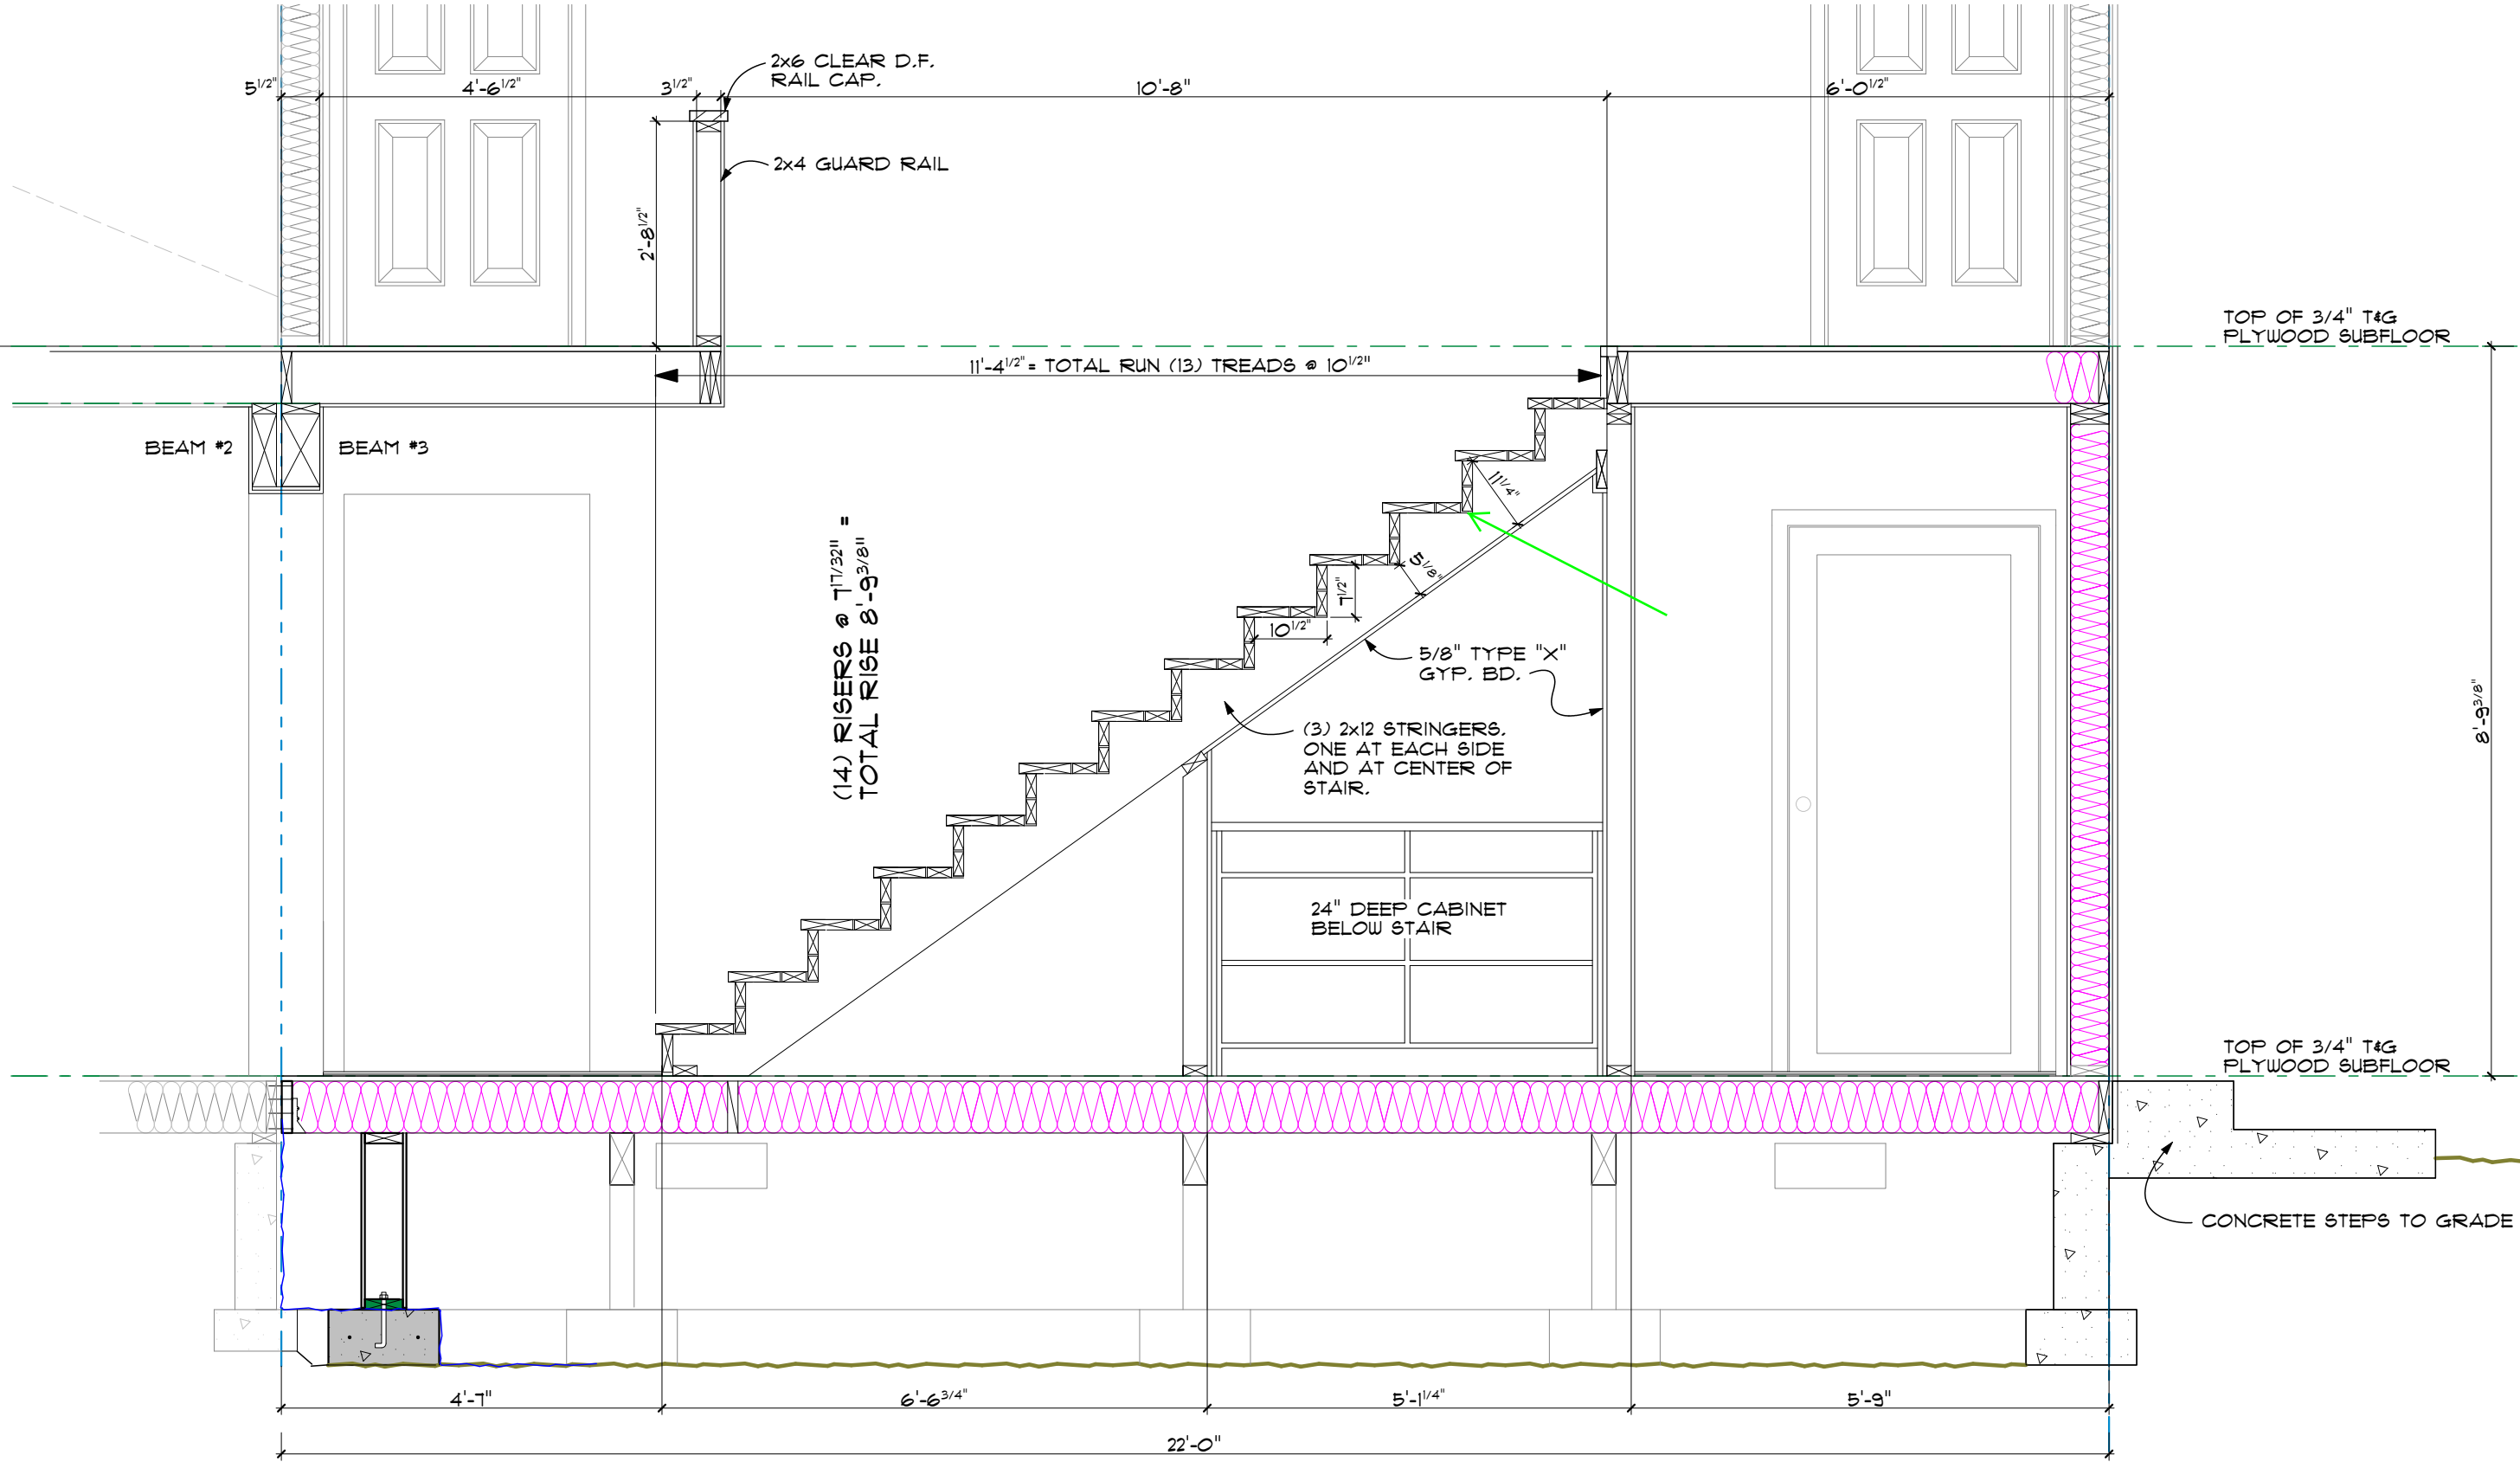 2x6 CLEAR D.F.
RAIL CAP.
5 1/2" 4'-6 1/2" 3 1/2" 10'-8" 6'-0 1/2"
2x4 GUARD RAIL
2'-8 1/2"
TOP OF 3/4" T&G
PLYWOOD SUBFLOOR
11'-4 1/2" = TOTAL RUN (13) TREADS @ 10 1/2"
BEAM #2
BEAM #3
11 1/4"
(14) RISERS @ 7 17/32" =
TOTAL RISE 8'-9 3/8"
5 1/8"
7 1/2"
10 1/2"
5/8" TYPE "X"
GYP. BD.
8'-9 3/8"
(3) 2x12 STRINGERS.
ONE AT EACH SIDE
AND AT CENTER OF
STAIR.
24" DEEP CABINET
BELOW STAIR
TOP OF 3/4" T&G
PLYWOOD SUBFLOOR
CONCRETE STEPS TO GRADE
4'-7" 6'-6 3/4" 5'-1 1/4" 5'-9"
22'-0"